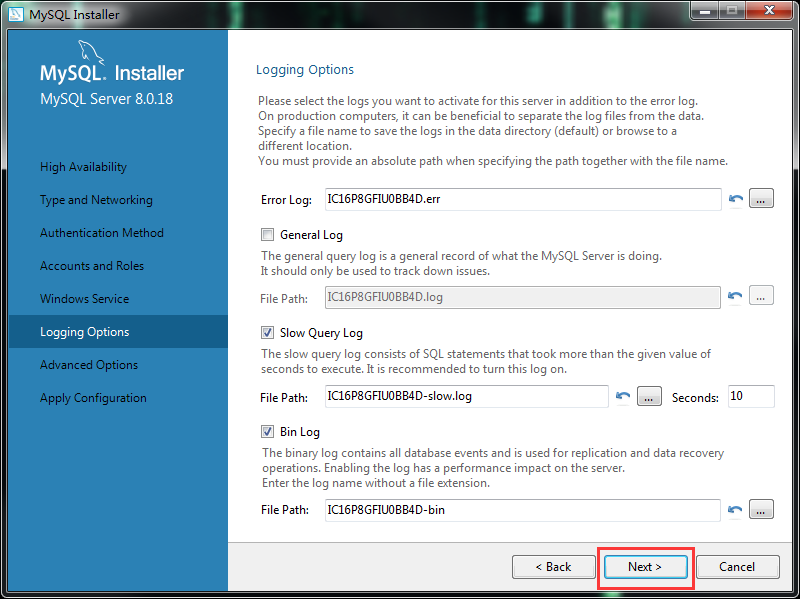 MySQL Installer
MySQL. Installer
MySQL Server 8.0.18
High Availability
Type and Networking
Authentication Method
Accounts and Roles
Windows Service
Logging Options
Advanced Options
Apply Configuration
Logging Options
Please select the logs you want to activate for this server in addition to the error log.
On production computers, it can be beneficial to separate the log files from the data.
Specify a file name to save the logs in the data directory (default) or browse to a
different location.
You must provide an absolute path when specifying the path together with the file name.
Error Log: IC16P8GFIU0BB4D.err ...
General Log
The general query log is a general record of what the MySQL Server is doing.
It should only be used to track down issues.
File Path: IC16P8GFIU0BB4D.log ...
Slow Query Log
The slow query log consists of SQL statements that took more than the given value of
seconds to execute. It is recommended to turn this log on.
File Path: IC16P8GFIU0BB4D-slow.log ... Seconds: 10
Bin Log
The binary log contains all database events and is used for replication and data recovery
operations. Enabling the log has a performance impact on the server.
Enter the log name without a file extension.
File Path: IC16P8GFIU0BB4D-bin ...
< Back Next > Cancel